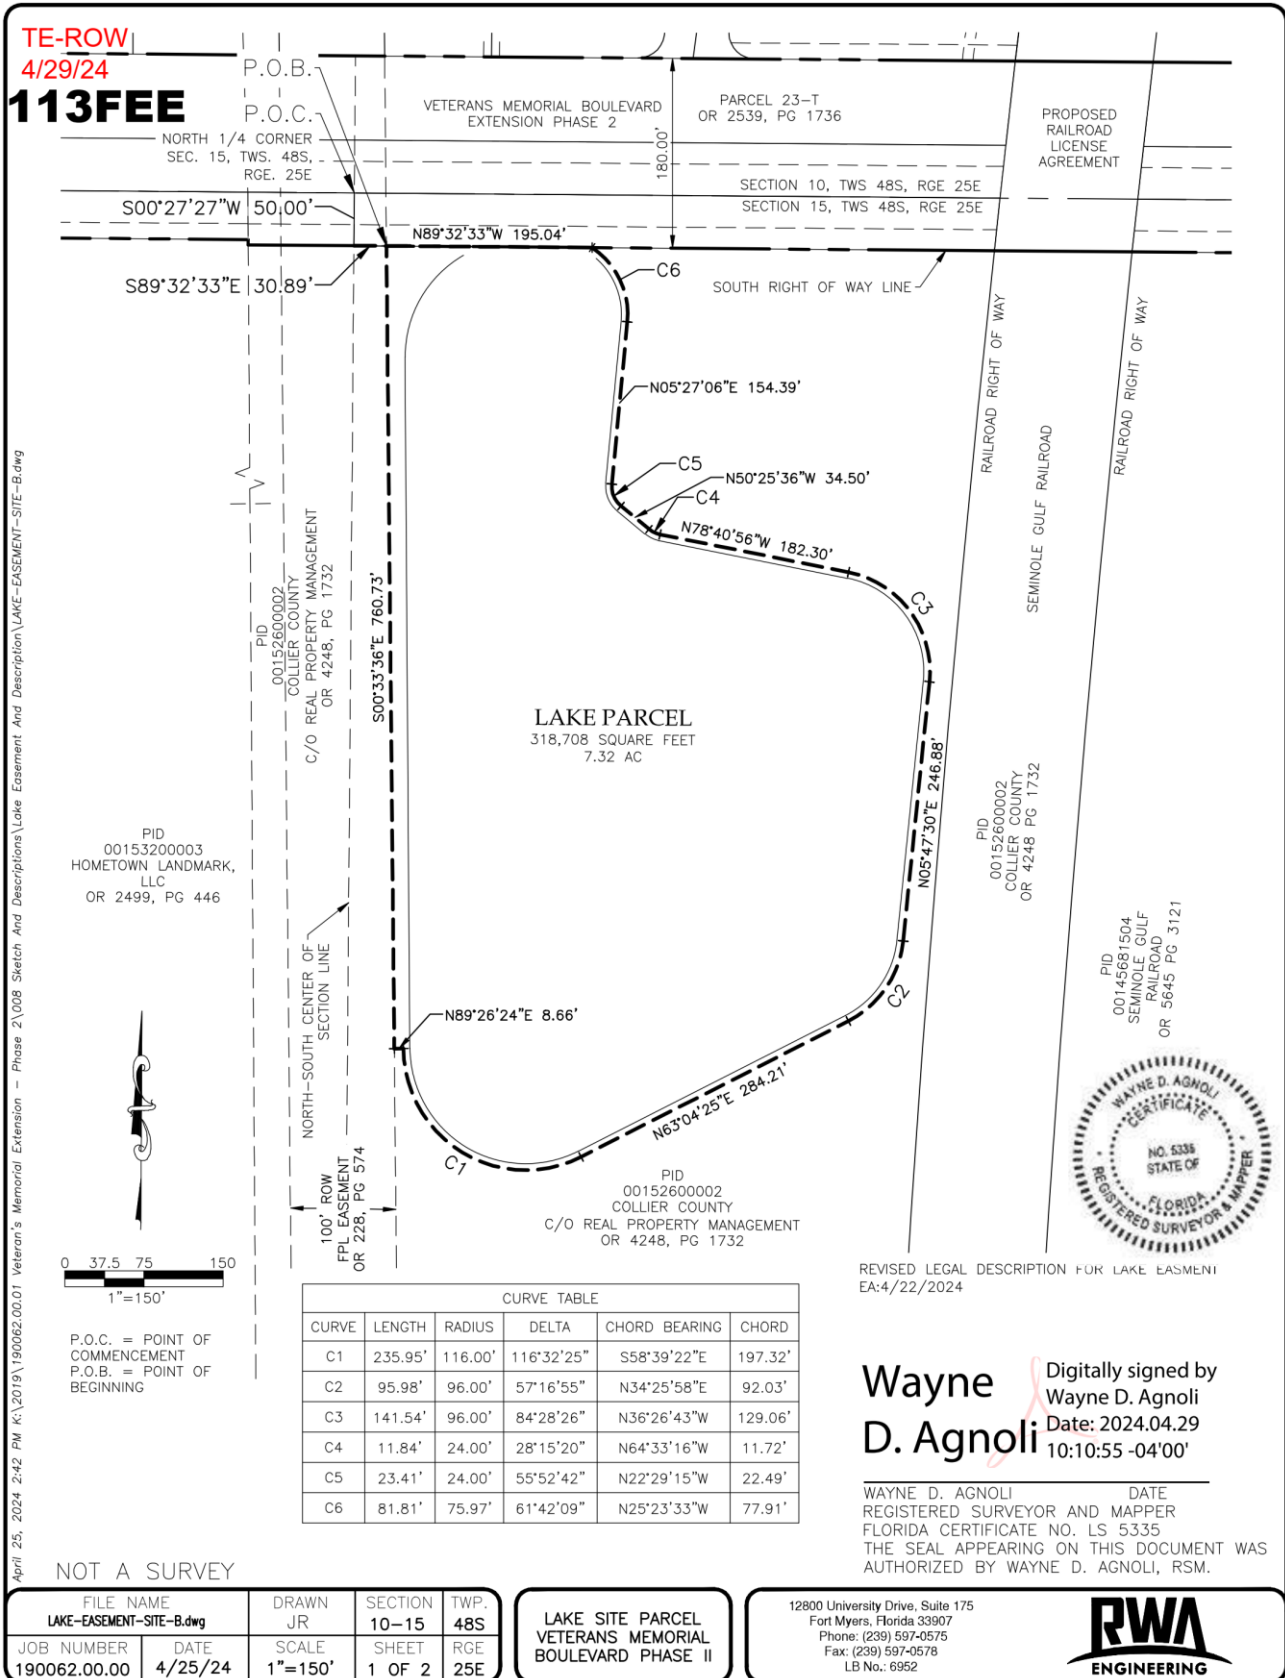 TE-ROW
4/29/24
113FEE
P.O.B.
P.O.C.
NORTH 1/4 CORNER
SEC. 15, TWS. 48S,
RGE. 25E
S00°27'27"W 50.00'
S89°32'33"E 30.89'
VETERANS MEMORIAL BOULEVARD
EXTENSION PHASE 2
180.00'
PARCEL 23-T
OR 2539, PG 1736
PROPOSED
RAILROAD
LICENSE
AGREEMENT
SECTION 10, TWS 48S, RGE 25E
SECTION 15, TWS 48S, RGE 25E
N89°32'33"W 195.04'
C6
SOUTH RIGHT OF WAY LINE
N05°27'06"E 154.39'
C5
N50°25'36"W 34.50'
C4
N78°40'56"W 182.30'
C3
RAILROAD RIGHT OF WAY
SEMINOLE GULF RAILROAD
RAILROAD RIGHT OF WAY
PID
00152600002
COLLIER COUNTY
C/O REAL PROPERTY MANAGEMENT
OR 4248, PG 1732
S00°33'36"E 760.73'
LAKE PARCEL
318,708 SQUARE FEET
7.32 AC
N05°47'30"E 246.88'
PID
00152600002
COLLIER COUNTY
OR 4248 PG 1732
PID
00153200003
HOMETOWN LANDMARK,
LLC
OR 2499, PG 446
NORTH-SOUTH CENTER OF
SECTION LINE
PID
00145681504
SEMINOLE GULF
RAILROAD
OR 5645 PG 3121
N89°26'24"E 8.66'
C2
N63°04'25"E 284.21'
C1
100' ROW
FPL EASEMENT
OR 228, PG 574
PID
00152600002
COLLIER COUNTY
C/O REAL PROPERTY MANAGEMENT
OR 4248, PG 1732
WAYNE D. AGNOLI
CERTIFICATE
NO. 5335
STATE OF
FLORIDA
REGISTERED SURVEYOR & MAPPER
0 37.5 75 150
1"=150'
P.O.C. = POINT OF
COMMENCEMENT
P.O.B. = POINT OF
BEGINNING
REVISED LEGAL DESCRIPTION FOR LAKE EASMENT
EA:4/22/2024
CURVE TABLE
CURVE LENGTH RADIUS DELTA CHORD BEARING CHORD
C1 235.95' 116.00' 116°32'25" S58°39'22"E 197.32'
C2 95.98' 96.00' 57°16'55" N34°25'58"E 92.03'
C3 141.54' 96.00' 84°28'26" N36°26'43"W 129.06'
C4 11.84' 24.00' 28°15'20" N64°33'16"W 11.72'
C5 23.41' 24.00' 55°52'42" N22°29'15"W 22.49'
C6 81.81' 75.97' 61°42'09" N25°23'33"W 77.91'
Wayne
D. Agnoli
Digitally signed by
Wayne D. Agnoli
Date: 2024.04.29
10:10:55 -04'00'
WAYNE D. AGNOLI DATE
REGISTERED SURVEYOR AND MAPPER
FLORIDA CERTIFICATE NO. LS 5335
THE SEAL APPEARING ON THIS DOCUMENT WAS
AUTHORIZED BY WAYNE D. AGNOLI, RSM.
April 25, 2024 2:42 PM K:\2019\190062.00.01 Veteran's Memorial Extension - Phase 2\008 Sketch And Descriptions\Lake Easement And Description\LAKE-EASEMENT-SITE-B.dwg
NOT A SURVEY
FILE NAME
LAKE-EASEMENT-SITE-B.dwg
DRAWN
JR
SECTION
10-15
TWP.
48S
JOB NUMBER
190062.00.00
DATE
4/25/24
SCALE
1"=150'
SHEET
1 OF 2
RGE
25E
LAKE SITE PARCEL
VETERANS MEMORIAL
BOULEVARD PHASE II
12800 University Drive, Suite 175
Fort Myers, Florida 33907
Phone: (239) 597-0575
Fax: (239) 597-0578
LB No.: 6952
RWA
ENGINEERING